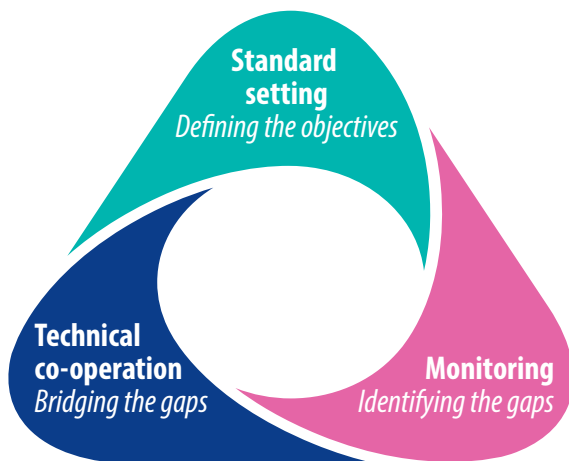 Standard
setting
Defining the objectives
Technical
co-operation
Bridging the gaps
Monitoring
Identifying the gaps